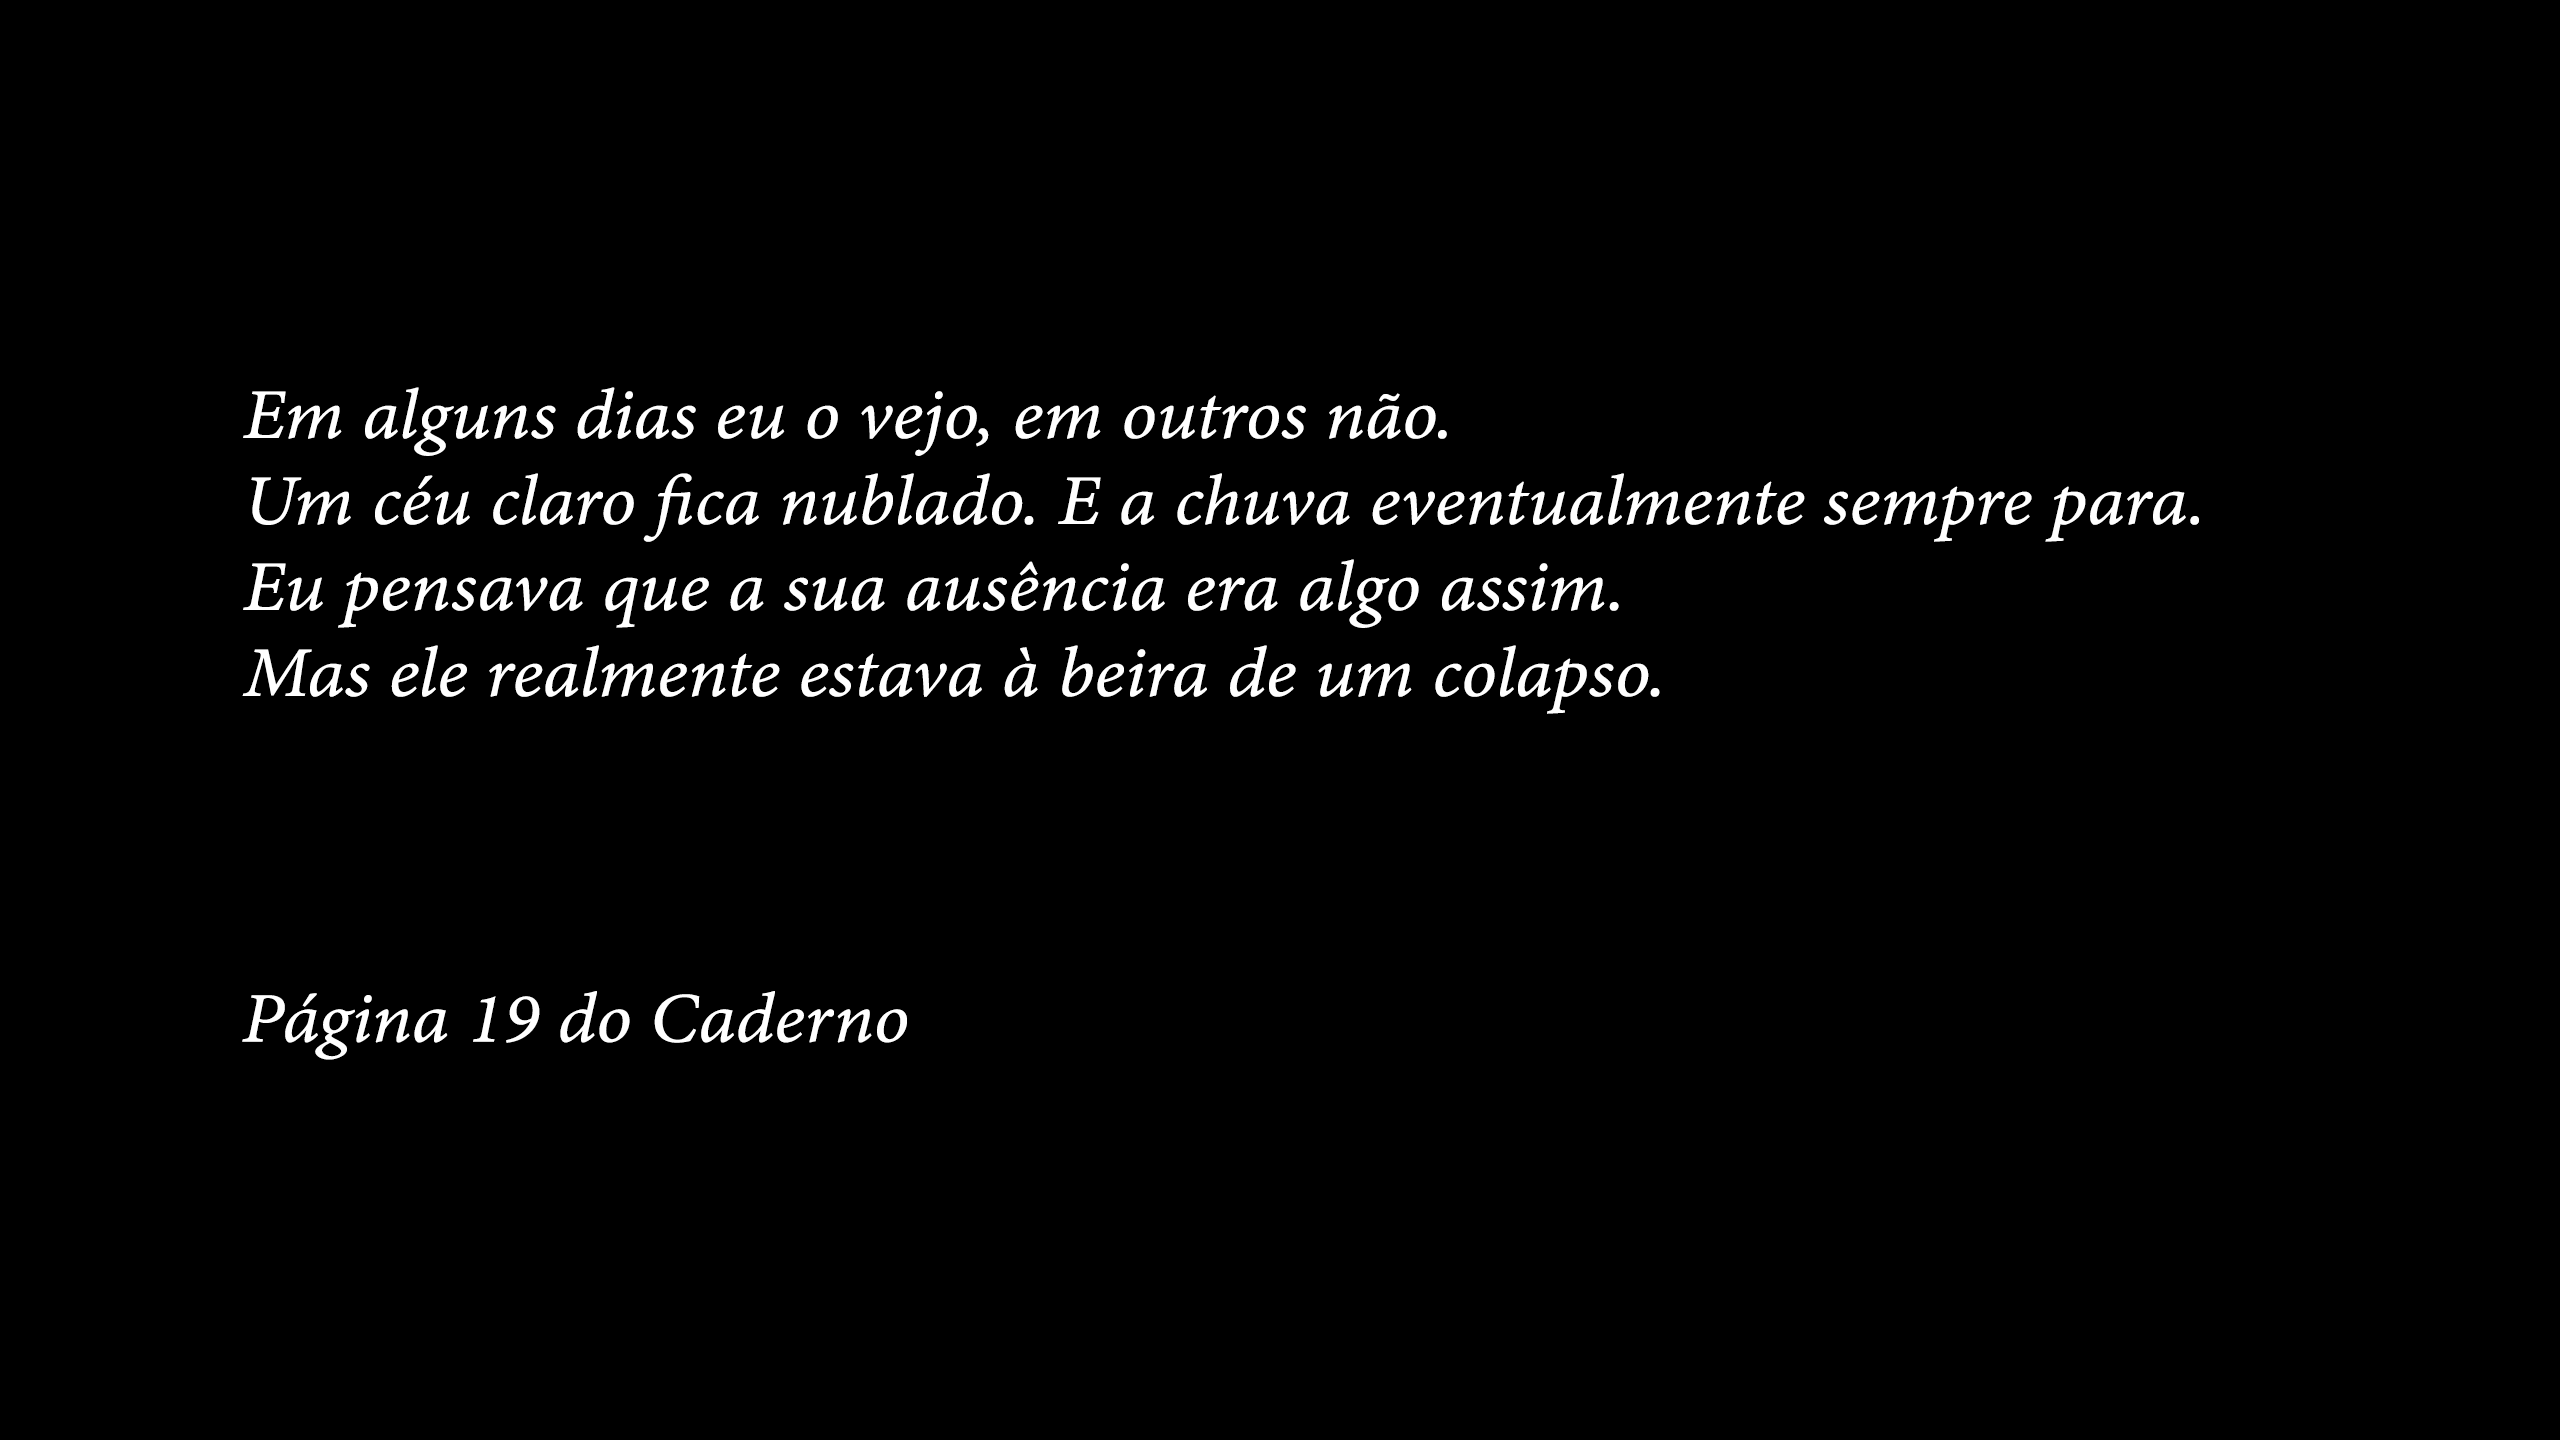 Em alguns dias eu o vejo, em outros não.
Um céu claro fica nublado. E a chuva eventualmente sempre para.
Eu pensava que a sua ausência era algo assim.
Mas ele realmente estava à beira de um colapso.
Página 19 do Caderno